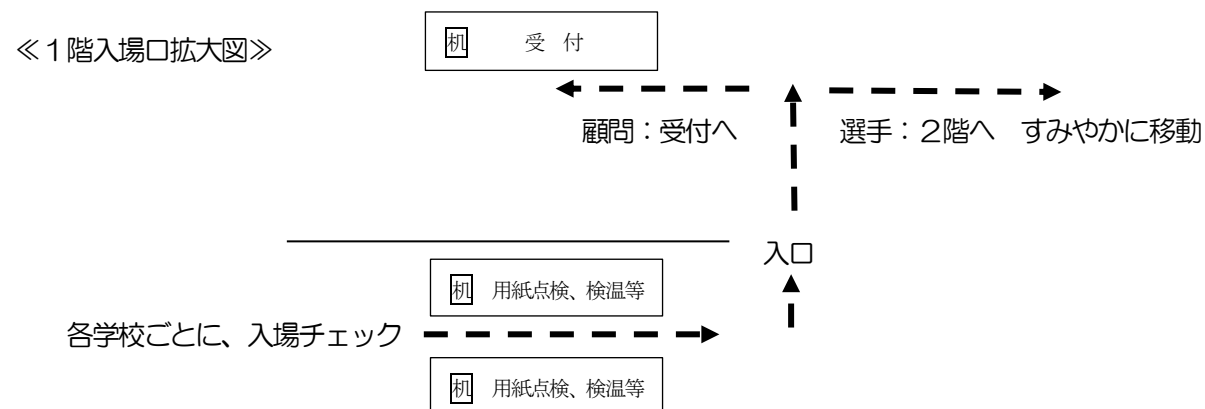 ≪１階入場口拡大図≫
机 受 付
顧問：受付へ
選手：２階へ すみやかに移動
入口
机 用紙点検、検温等
各学校ごとに、入場チェック
机 用紙点検、検温等